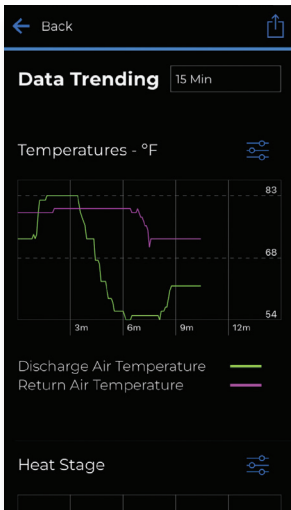 Back
Data Trending 15 Min
Temperatures - °F
83
68
54
3m 6m 9m 12m
Discharge Air Temperature
Return Air Temperature
Heat Stage